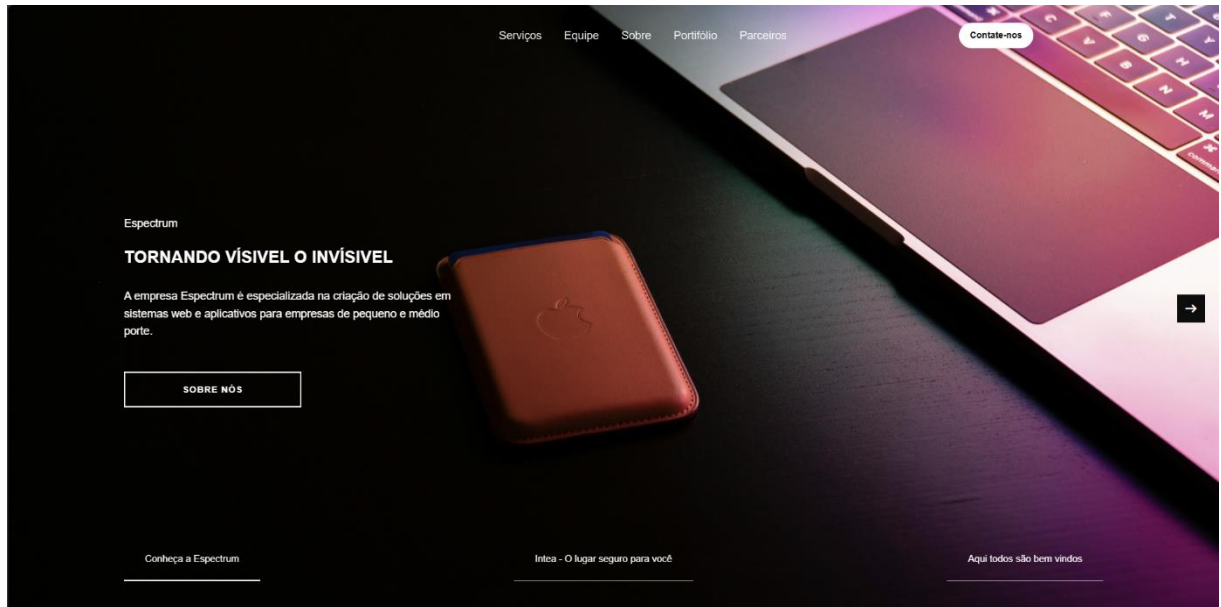 Serviços Equipe Sobre Portifólio Parceiros Contate-nos
Espectrum
TORNANDO VÍSIVEL O INVÍSIVEL
A empresa Espectrum é especializada na criação de soluções em
sistemas web e aplicativos para empresas de pequeno e médio
porte.
SOBRE NÓS
Conheça a Espectrum
Intea - O lugar seguro para você
Aqui todos são bem vindos
C
V
B
N
M
G
H
command